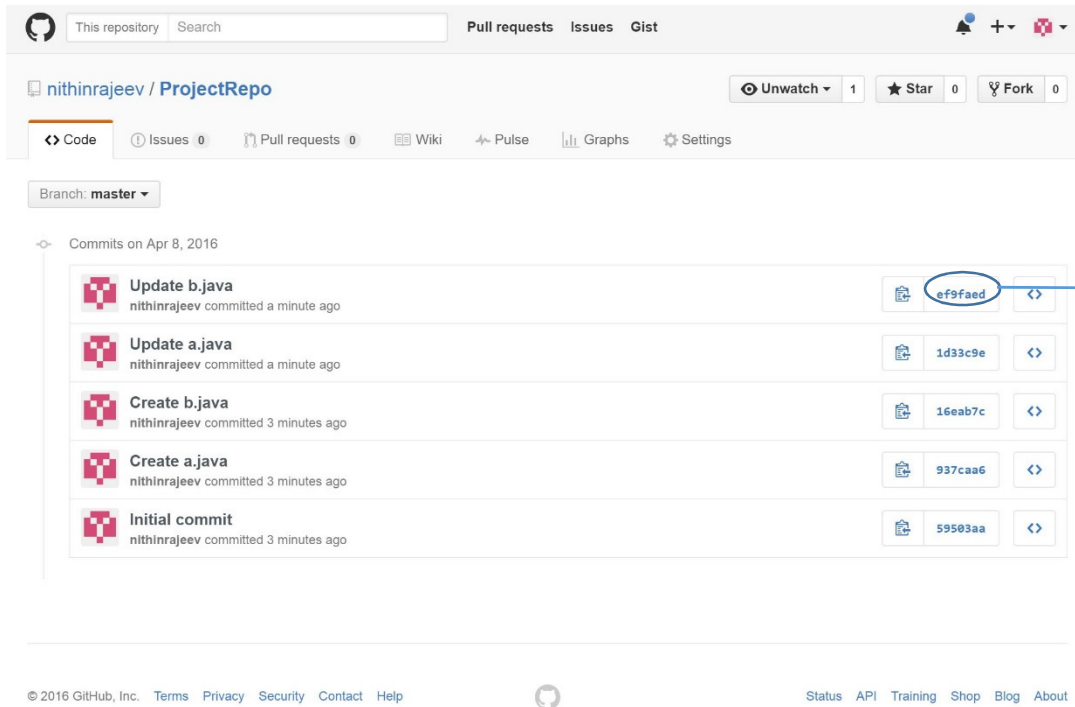 This repository Search Pull requests Issues Gist
nithinrajeev / ProjectRepo Unwatch 1 Star 0 Fork 0
Code Issues 0 Pull requests 0 Wiki Pulse Graphs Settings
Branch: master
Commits on Apr 8, 2016
Update b.java
nithinrajeev committed a minute ago
ef9faed
Update a.java
nithinrajeev committed a minute ago
1d33c9e
Create b.java
nithinrajeev committed 3 minutes ago
16eab7c
Create a.java
nithinrajeev committed 3 minutes ago
937caa6
Initial commit
nithinrajeev committed 3 minutes ago
59503aa
© 2016 GitHub, Inc. Terms Privacy Security Contact Help Status API Training Shop Blog About